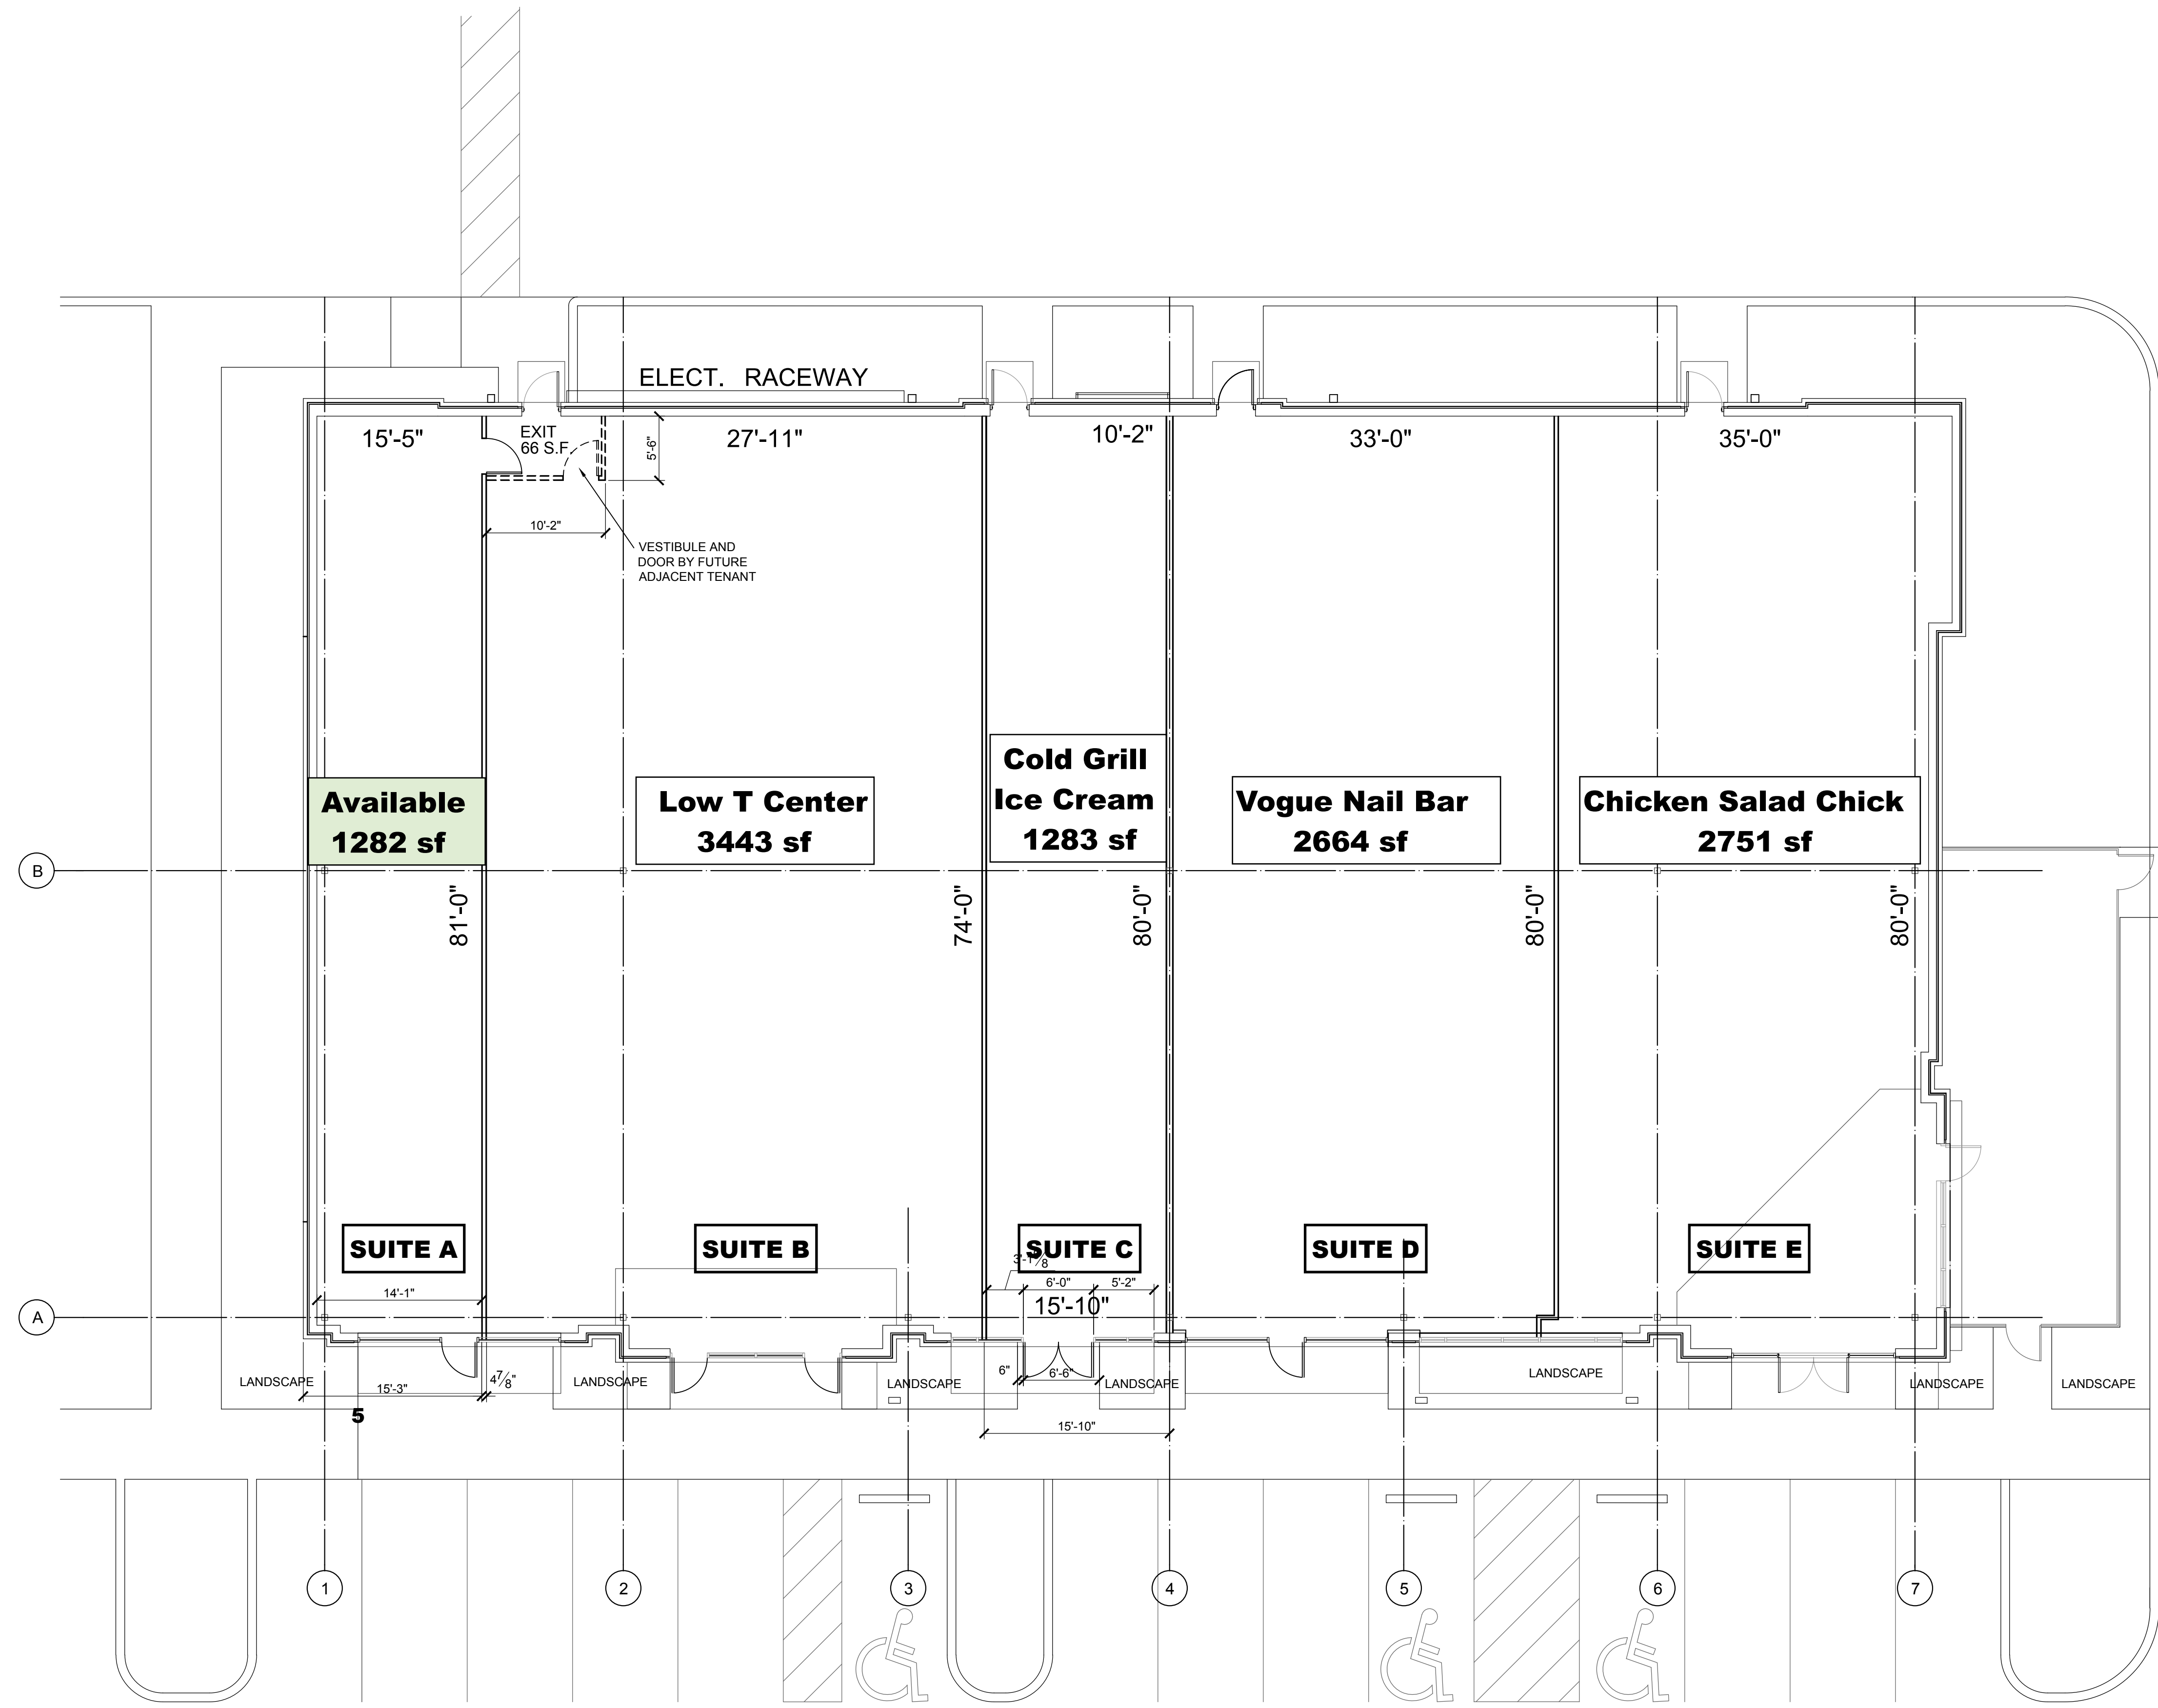 ELECT. RACEWAY
15'-5"
EXIT
66 S.F.
27'-11"
5'-6"
10'-2"
33'-0"
35'-0"
10'-2"
VESTIBULE AND
DOOR BY FUTURE
ADJACENT TENANT
Available
1282 sf
Low T Center
3443 sf
Cold Grill
Ice Cream
1283 sf
Vogue Nail Bar
2664 sf
Chicken Salad Chick
2751 sf
B
81'-0"
74'-0"
80'-0"
80'-0"
80'-0"
SUITE A
SUITE B
SUITE C
SUITE D
SUITE E
14'-1"
6'-0"
5'-2"
15'-10"
A
LANDSCAPE
15'-3"
4 7/8"
LANDSCAPE
LANDSCAPE
6"
6'-6"
LANDSCAPE
LANDSCAPE
LANDSCAPE
LANDSCAPE
5
15'-10"
1
2
3
4
5
6
7